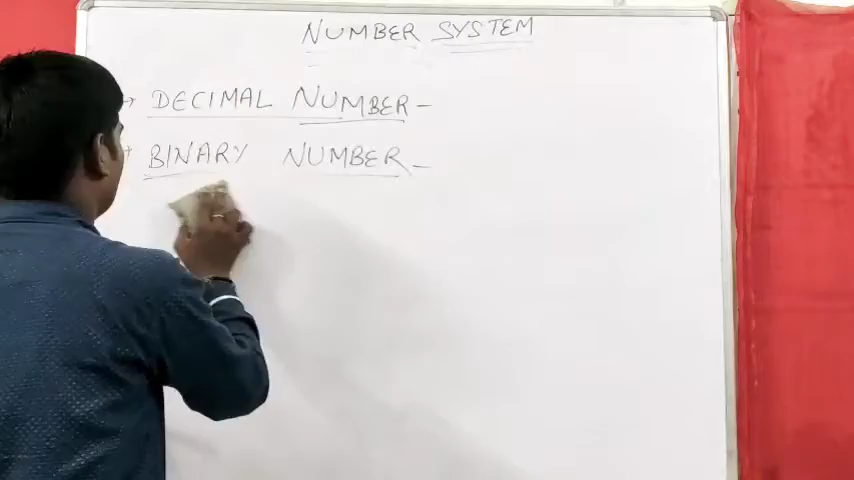 NUMBER SYSTEM
→ DECIMAL NUMBER -
→ BINARY NUMBER -